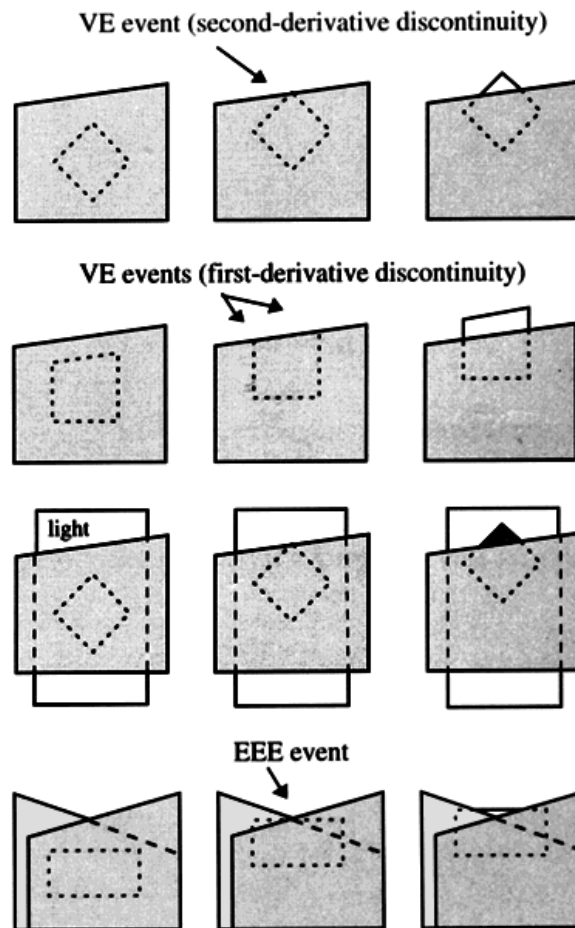 VE event (second-derivative discontinuity)
VE events (first-derivative discontinuity)
light
EEE event